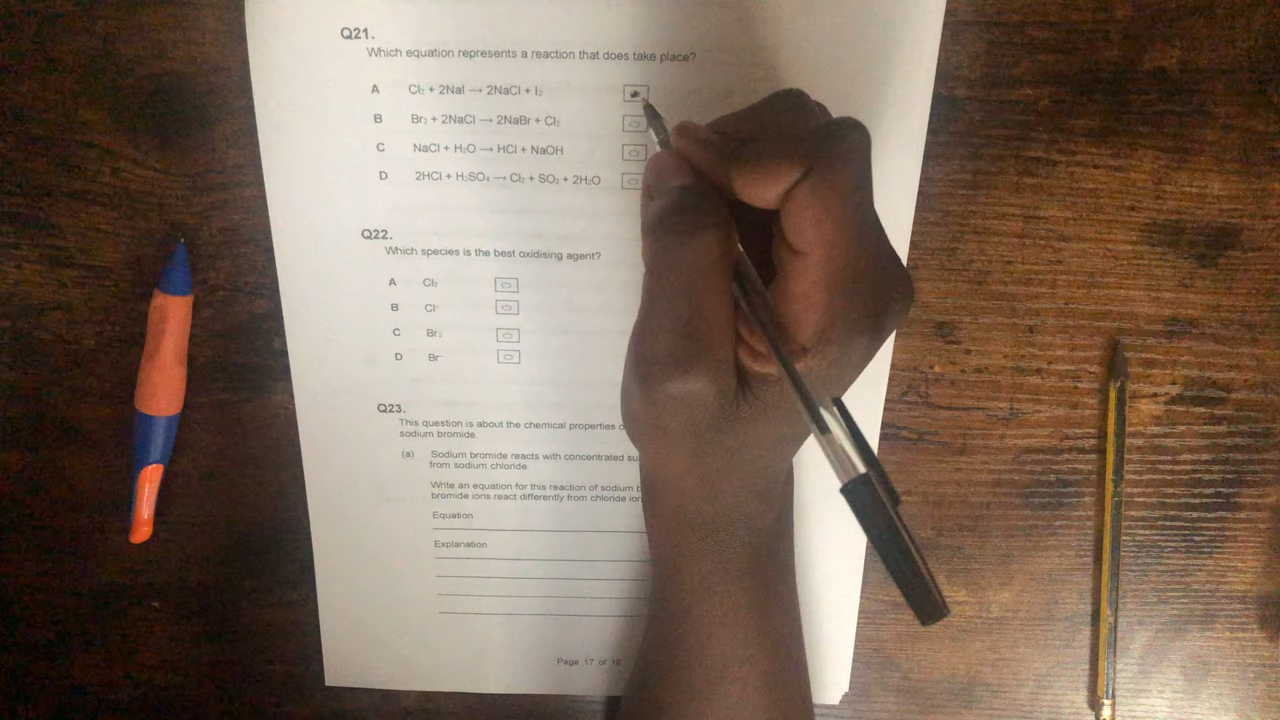 Q21.
Which equation represents a reaction that does take place?
A Cl₂ + 2NaI → 2NaCl + I₂
B Br₂ + 2NaCl → 2NaBr + Cl₂
C NaCl + H₂O → HCl + NaOH
D 2HCl + H₂SO₄ → Cl₂ + SO₂ + 2H₂O
Q22.
Which species is the best oxidising agent?
A Cl₂
B Cl⁻
C Br₂
D Br⁻
Q23.
This question is about the chemical properties
sodium bromide.
(a) Sodium bromide reacts with concentrated
from sodium chloride.
Write an equation for this reaction of sodium
bromide ions react differently from chloride
Equation
Explanation
Page 17 of 18